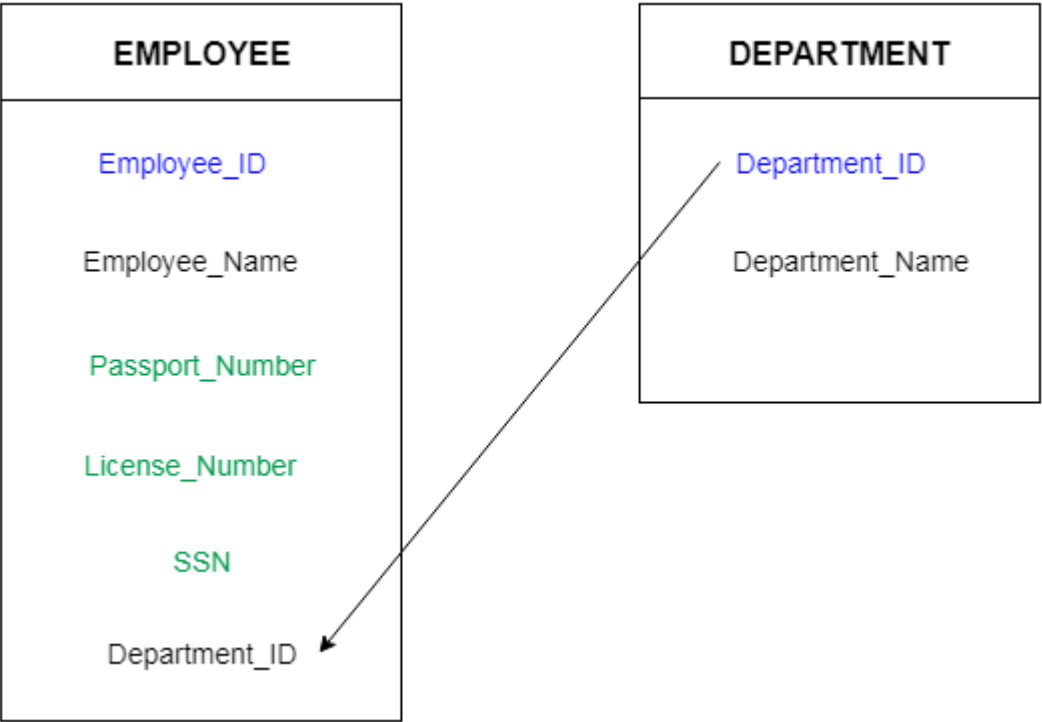 EMPLOYEE
Employee_ID
Employee_Name
Passport_Number
License_Number
SSN
Department_ID
DEPARTMENT
Department_ID
Department_Name